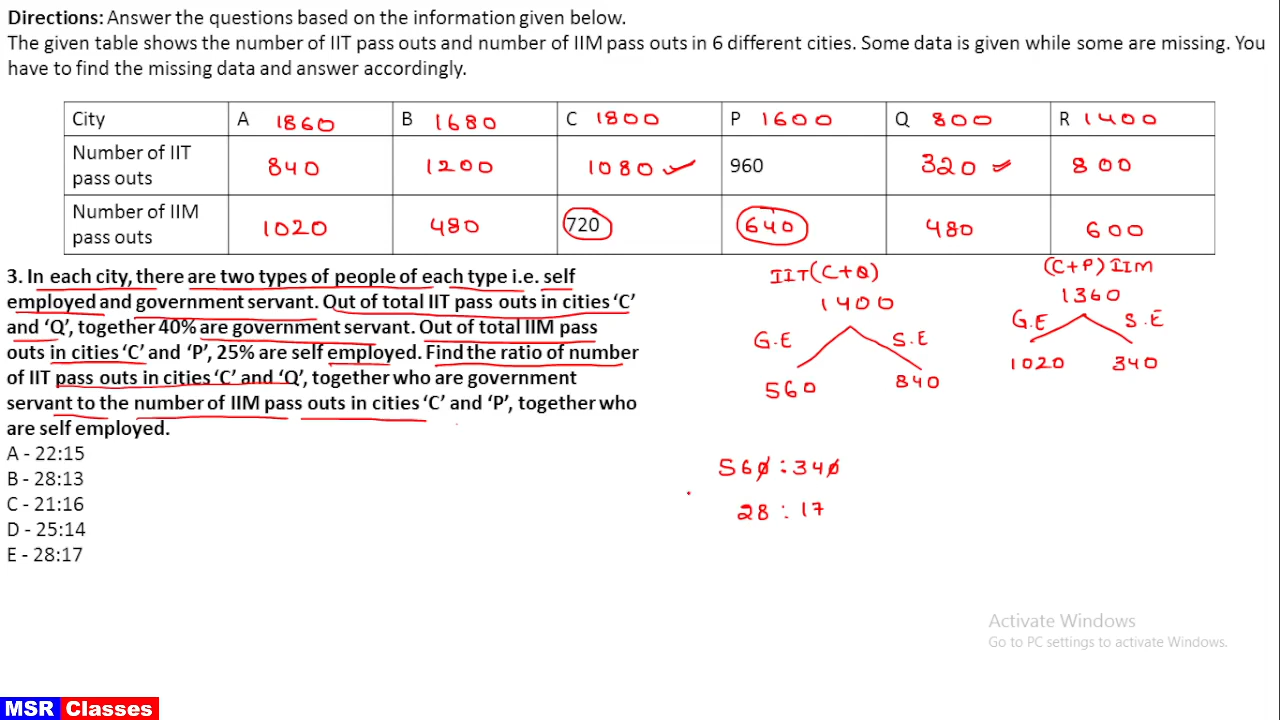 Directions: Answer the questions based on the information given below.
The given table shows the number of IIT pass outs and number of IIM pass outs in 6 different cities. Some data is given while some are missing. You
have to find the missing data and answer accordingly.
City A 1860 B 1680 C 1800 P 1600 Q 800 R 1400
Number of IIT
pass outs 840 1200 1080 960 320 800
Number of IIM
pass outs 1020 480 720 640 480 600
3. In each city, there are two types of people of each type i.e. self
employed and government servant. Out of total IIT pass outs in cities ‘C’
and ‘Q’, together 40% are government servant. Out of total IIM pass
outs in cities ‘C’ and ‘P’, 25% are self employed. Find the ratio of number
of IIT pass outs in cities ‘C’ and ‘Q’, together who are government
servant to the number of IIM pass outs in cities ‘C’ and ‘P’, together who
are self employed.
A - 22:15
B - 28:13
C - 21:16
D - 25:14
E - 28:17
IIT (C+Q)
1400
G.E S.E
560 840
(C+P) IIM
1360
G.E S.E
1020 340
560 : 340
28 : 17
Activate Windows
Go to PC settings to activate Windows.
MSR Classes